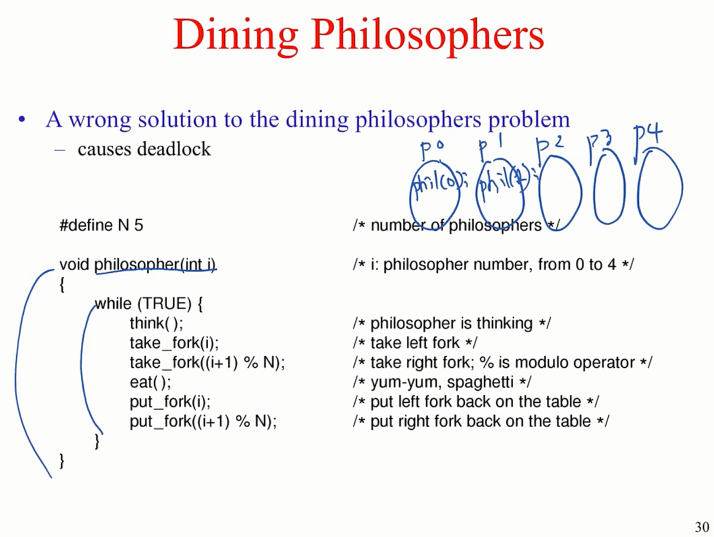 Dining Philosophers
• A wrong solution to the dining philosophers problem
– causes deadlock
p0 p1 p2 p3 p4
phil(0); phil(1);
#define N 5 /* number of philosophers */
void philosopher(int i) /* i: philosopher number, from 0 to 4 */
{
while (TRUE) {
think( ); /* philosopher is thinking */
take_fork(i); /* take left fork */
take_fork((i+1) % N); /* take right fork; % is modulo operator */
eat( ); /* yum-yum, spaghetti */
put_fork(i); /* put left fork back on the table */
put_fork((i+1) % N); /* put right fork back on the table */
}
}
30